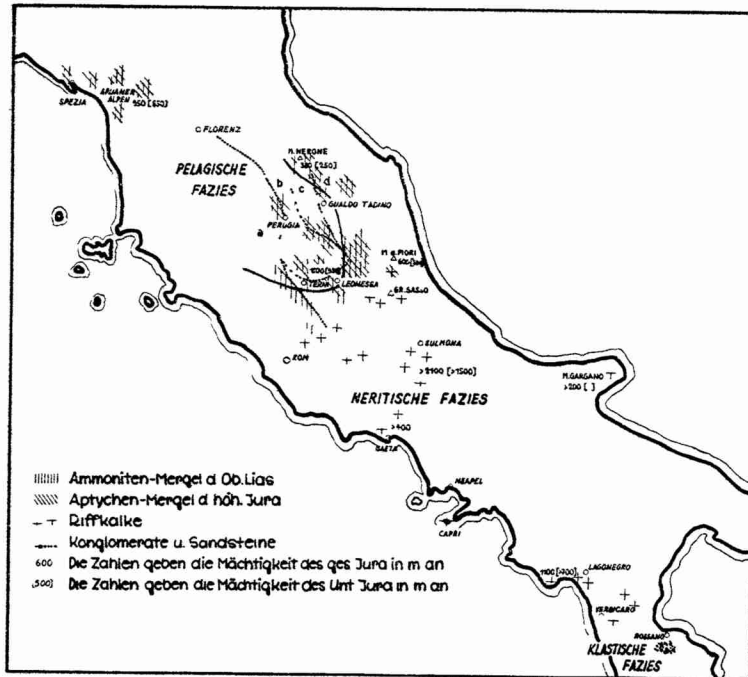 SPEZIA
APUANER
ALPEN
FLORENZ
M. NERONE
PELAGISCHE
FAZIES
b
c
d
GUALDO TADINO
PERUGIA
a
TERNI
LEONESSA
GR. SASSO
ROM
SULMONA
>2100 [>1500]
M. GARGANO
>200 [ ]
NERITISCHE FAZIES
>400
GAETA
NEAPEL
CAPRI
LAGONEGRO
VERBICARO
ROSSANO
KLASTISCHE
FAZIES
Ammoniten-Mergel d Ob. Lias
Aptychen-Mergel d höh. Jura
Riffkalke
Konglomerate u. Sandsteine
600 Die Zahlen geben die Mächtigkeit des ges Jura in m an
500] Die Zahlen geben die Mächtigkeit des Unt Jura in m an